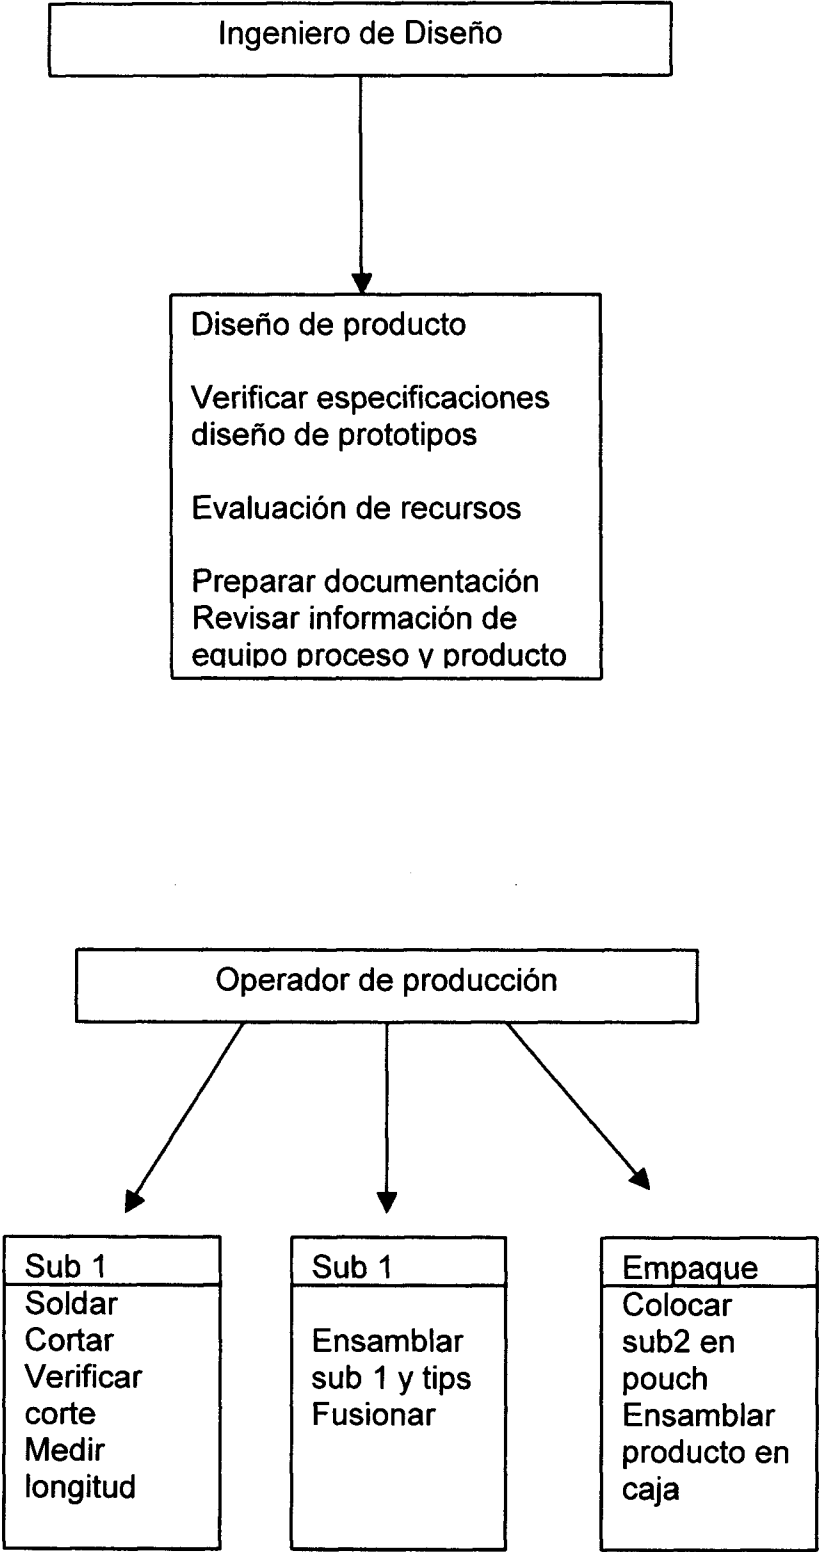 Ingeniero de Diseño
Diseño de producto
Verificar especificaciones
diseño de prototipos
Evaluación de recursos
Preparar documentación
Revisar información de
equipo proceso y producto
Operador de producción
Sub 1
Soldar
Cortar
Verificar
corte
Medir
longitud
Sub 1
Ensamblar
sub 1 y tips
Fusionar
Empaque
Colocar
sub2 en
pouch
Ensamblar
producto en
caja